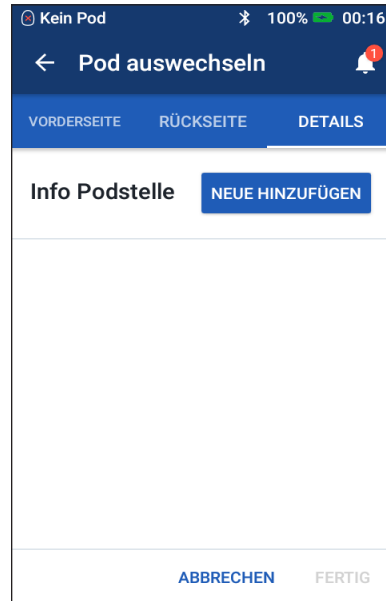 Kein Pod 100% 00:16
Pod auswechseln 1
VORDERSEITE RÜCKSEITE DETAILS
Info Podstelle NEUE HINZUFÜGEN
ABBRECHEN FERTIG